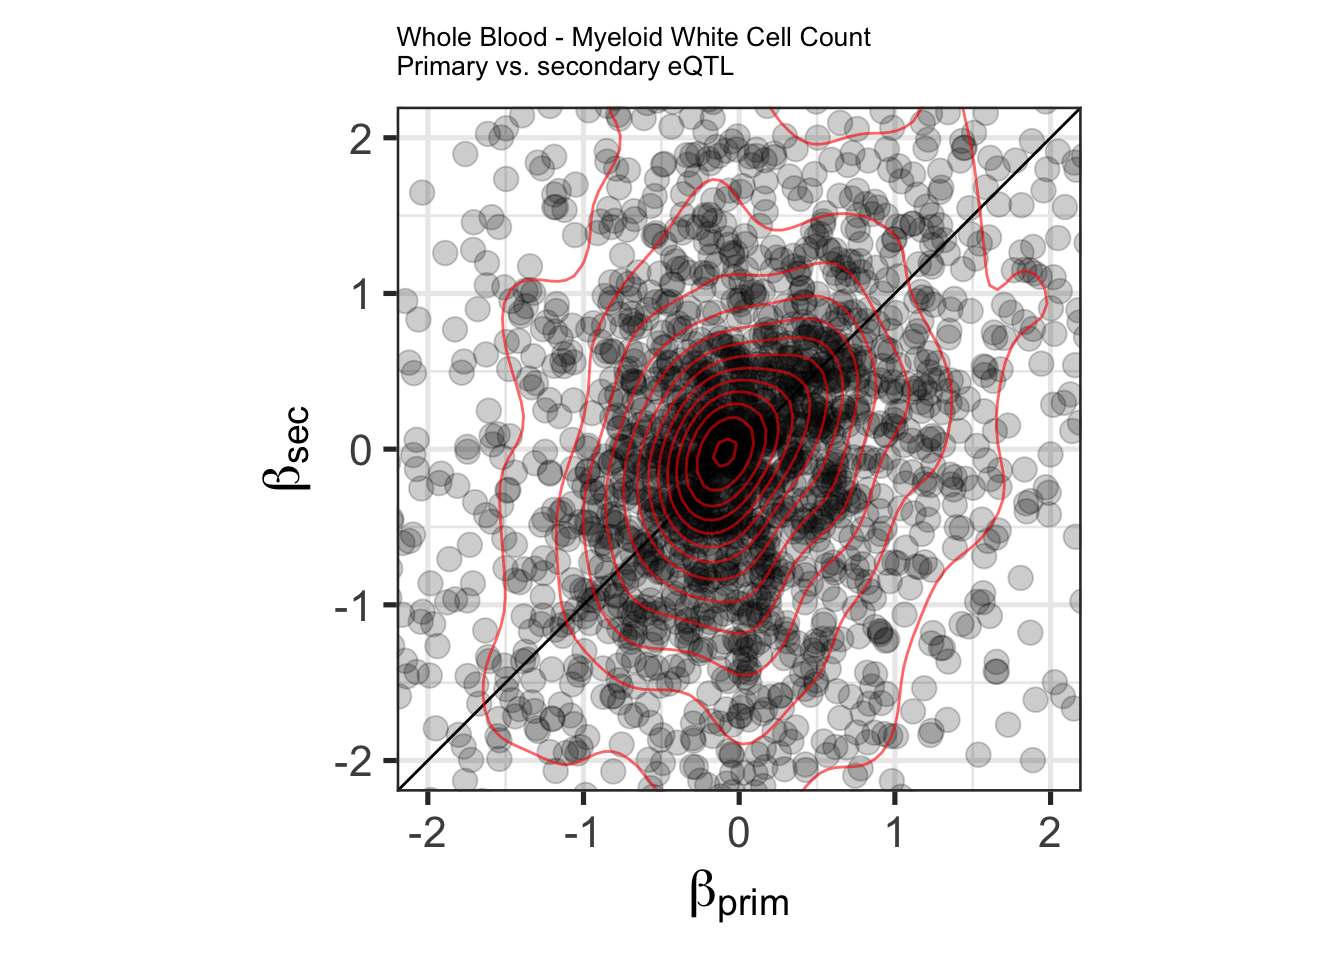 Whole Blood - Myeloid White Cell Count
Primary vs. secondary eQTL
2
1
0
-1
-2
βsec
-2 -1 0 1 2
βprim